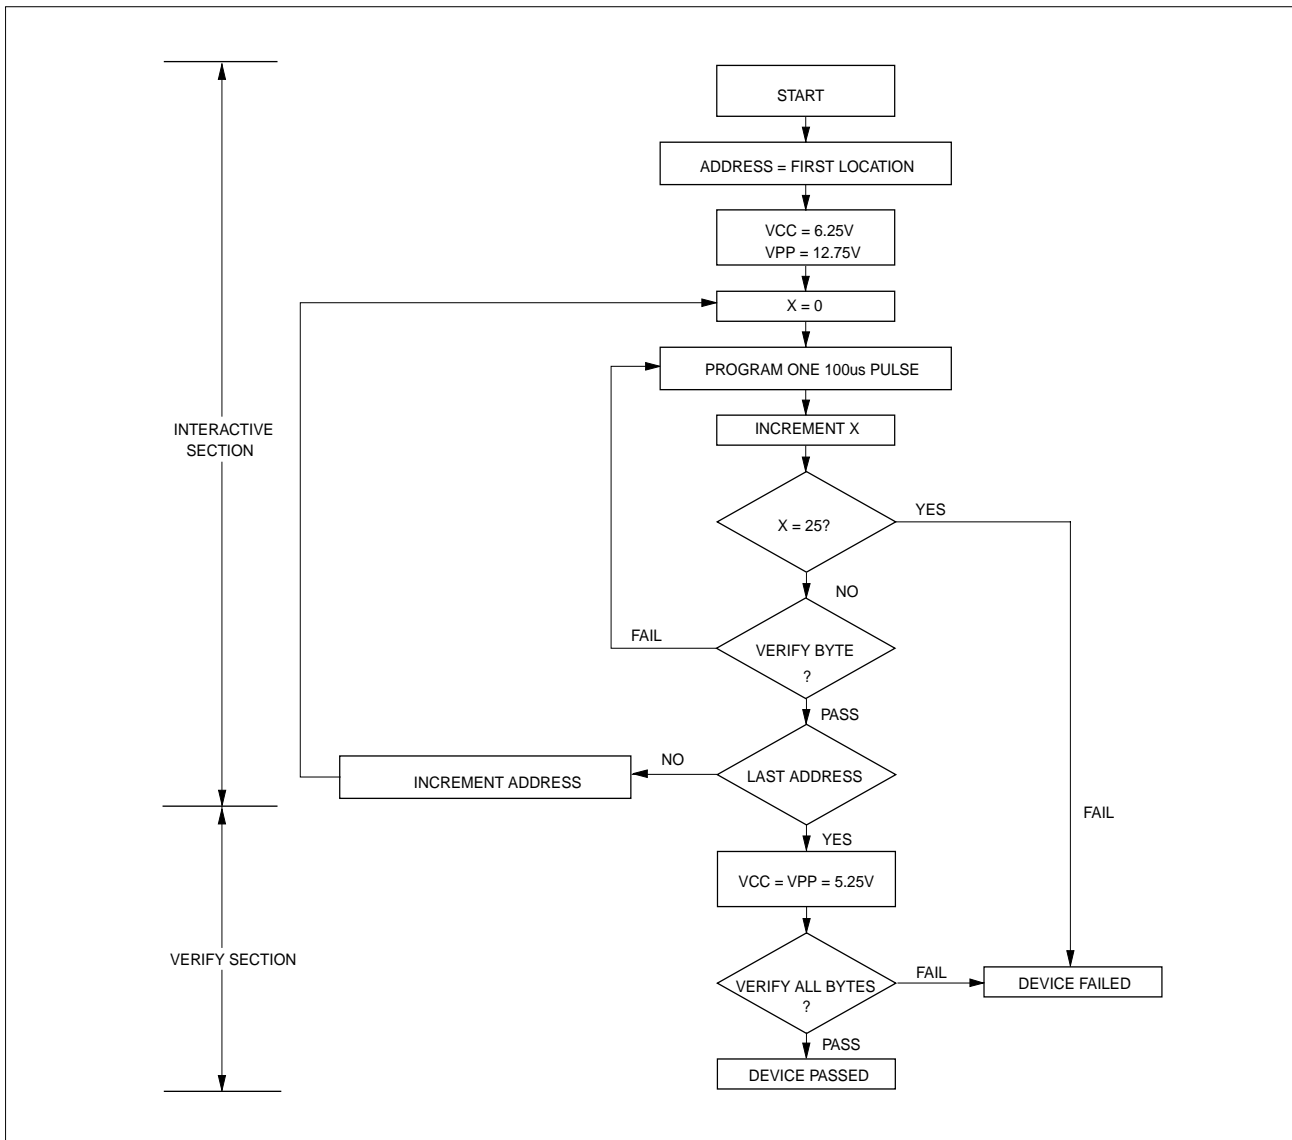 START
ADDRESS = FIRST LOCATION
VCC = 6.25V
VPP = 12.75V
X = 0
PROGRAM ONE 100us PULSE
INCREMENT X
INTERACTIVE
SECTION
X = 25?
YES
NO
FAIL
VERIFY BYTE
?
PASS
NO
LAST ADDRESS
INCREMENT ADDRESS
FAIL
YES
VCC = VPP = 5.25V
VERIFY SECTION
VERIFY ALL BYTES
?
FAIL
DEVICE FAILED
PASS
DEVICE PASSED